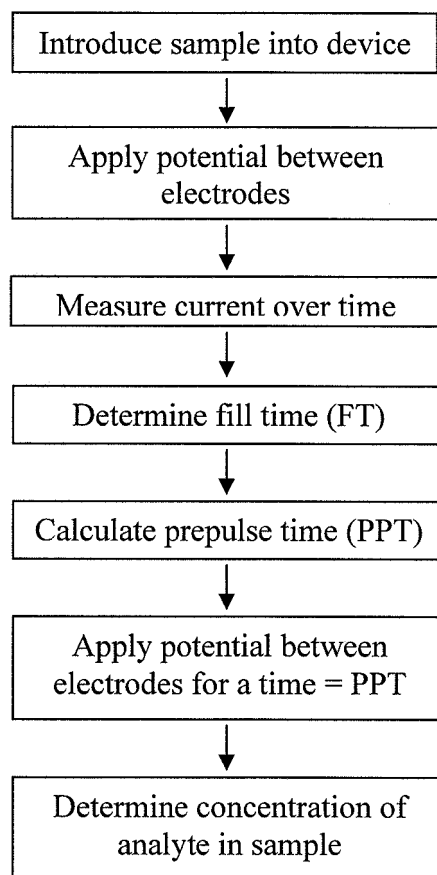 Introduce sample into device
Apply potential between
electrodes
Measure current over time
Determine fill time (FT)
Calculate prepulse time (PPT)
Apply potential between
electrodes for a time = PPT
Determine concentration of
analyte in sample